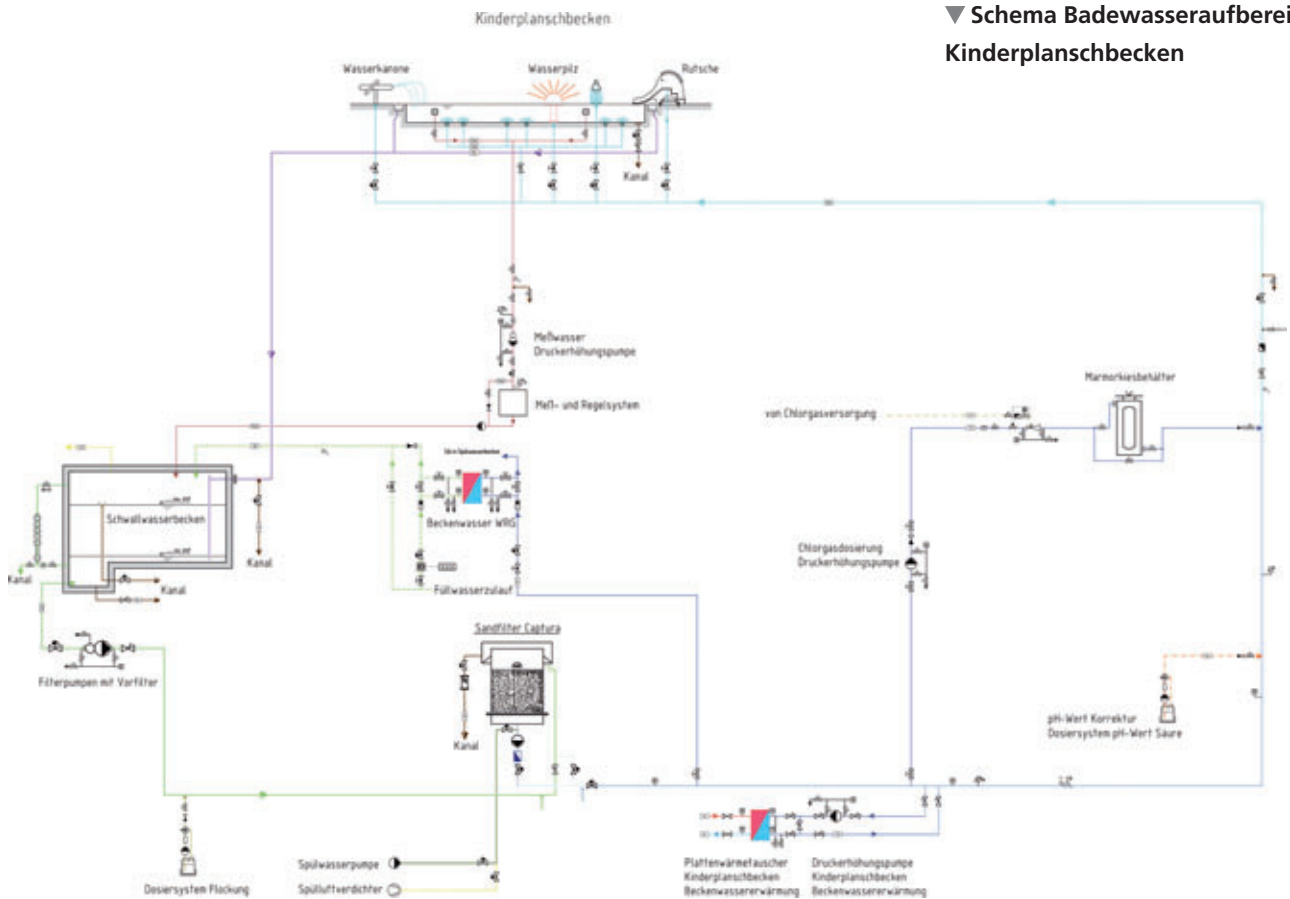 Kinderplanschbecken
▼ Schema Badewasseraufberei
Kinderplanschbecken
Wasserkanone
Wasserpilz
Rutsche
Kanal
Meßwasser
Druckerhöhungspumpe
Meß- und Regelsystem
Marmorkiesbehälter
von Chlorgasversorgung
Schwallwasserbecken
Beckenwasser WRG
Kanal
Kanal
Kanal
Füllwasserzulauf
Chlorgasdosierung
Druckerhöhungspumpe
Sandfilter Captura
Filterpumpen mit Vorfilter
Kanal
pH-Wert Korrektur
Dosiersystem pH-Wert Säure
Dosiersystem Flockung
Spülwasserpumpe
Spülluftverdichter
Plattenwärmetauscher
Kinderplanschbecken
Beckenwassererwärmung
Druckerhöhungspumpe
Kinderplanschbecken
Beckenwassererwärmung